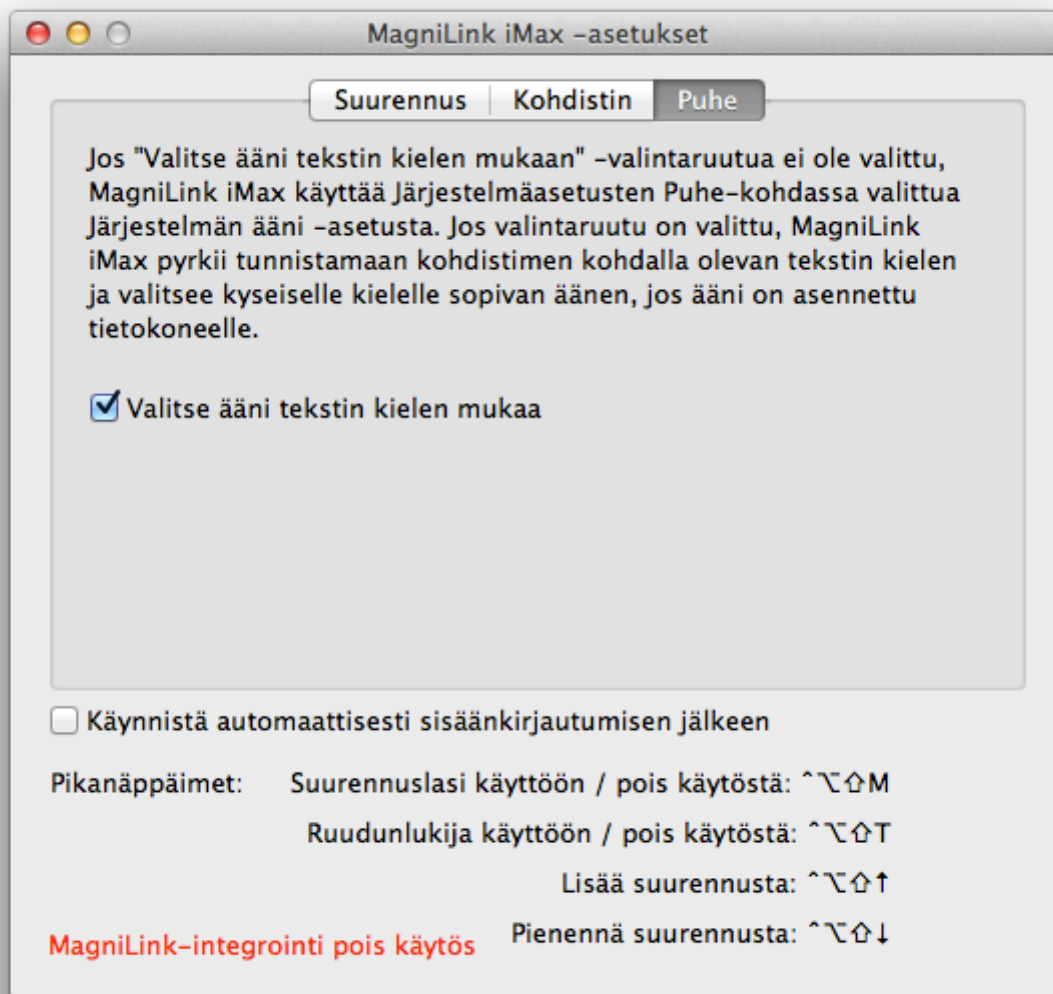 MagniLink iMax -asetukset
Suurennus Kohdistin Puhe
Jos "Valitse ääni tekstin kielen mukaan" -valintaruutua ei ole valittu,
MagniLink iMax käyttää Järjestelmäasetusten Puhe-kohdassa valittua
Järjestelmän ääni -asetusta. Jos valintaruutu on valittu, MagniLink
iMax pyrkii tunnistamaan kohdistimen kohdalla olevan tekstin kielen
ja valitsee kyseiselle kielelle sopivan äänen, jos ääni on asennettu
tietokoneelle.
Valitse ääni tekstin kielen mukaa
Käynnistä automaattisesti sisäänkirjautumisen jälkeen
Pikanäppäimet: Suurennuslasi käyttöön / pois käytöstä: ⌃⌥⇧M
Ruudunlukija käyttöön / pois käytöstä: ⌃⌥⇧T
Lisää suurennusta: ⌃⌥⇧↑
Pienennä suurennusta: ⌃⌥⇧↓
MagniLink-integrointi pois käytös